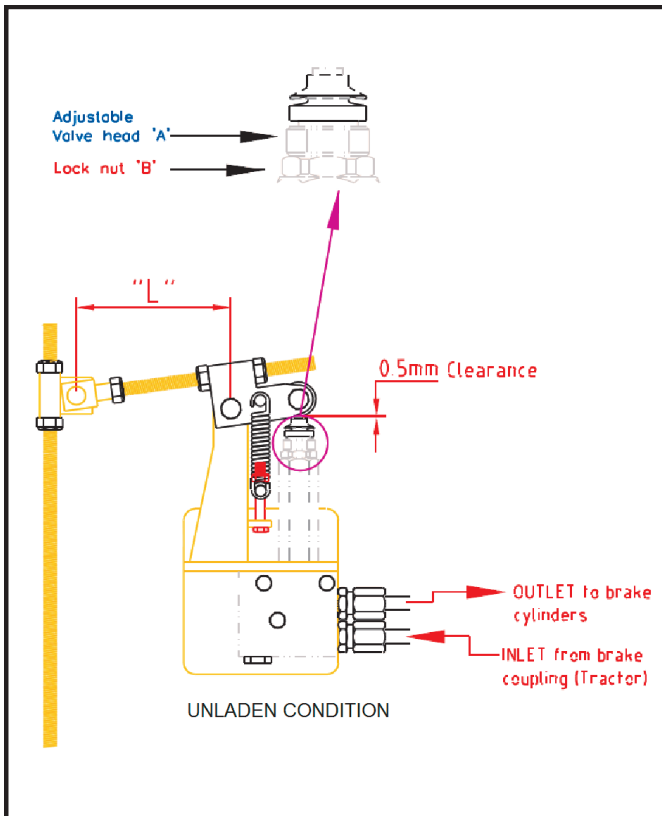 Adjustable
Valve head 'A'
Lock nut 'B'
"L"
0.5mm Clearance
OUTLET to brake
cylinders
INLET from brake
coupling (Tractor)
UNLADEN CONDITION